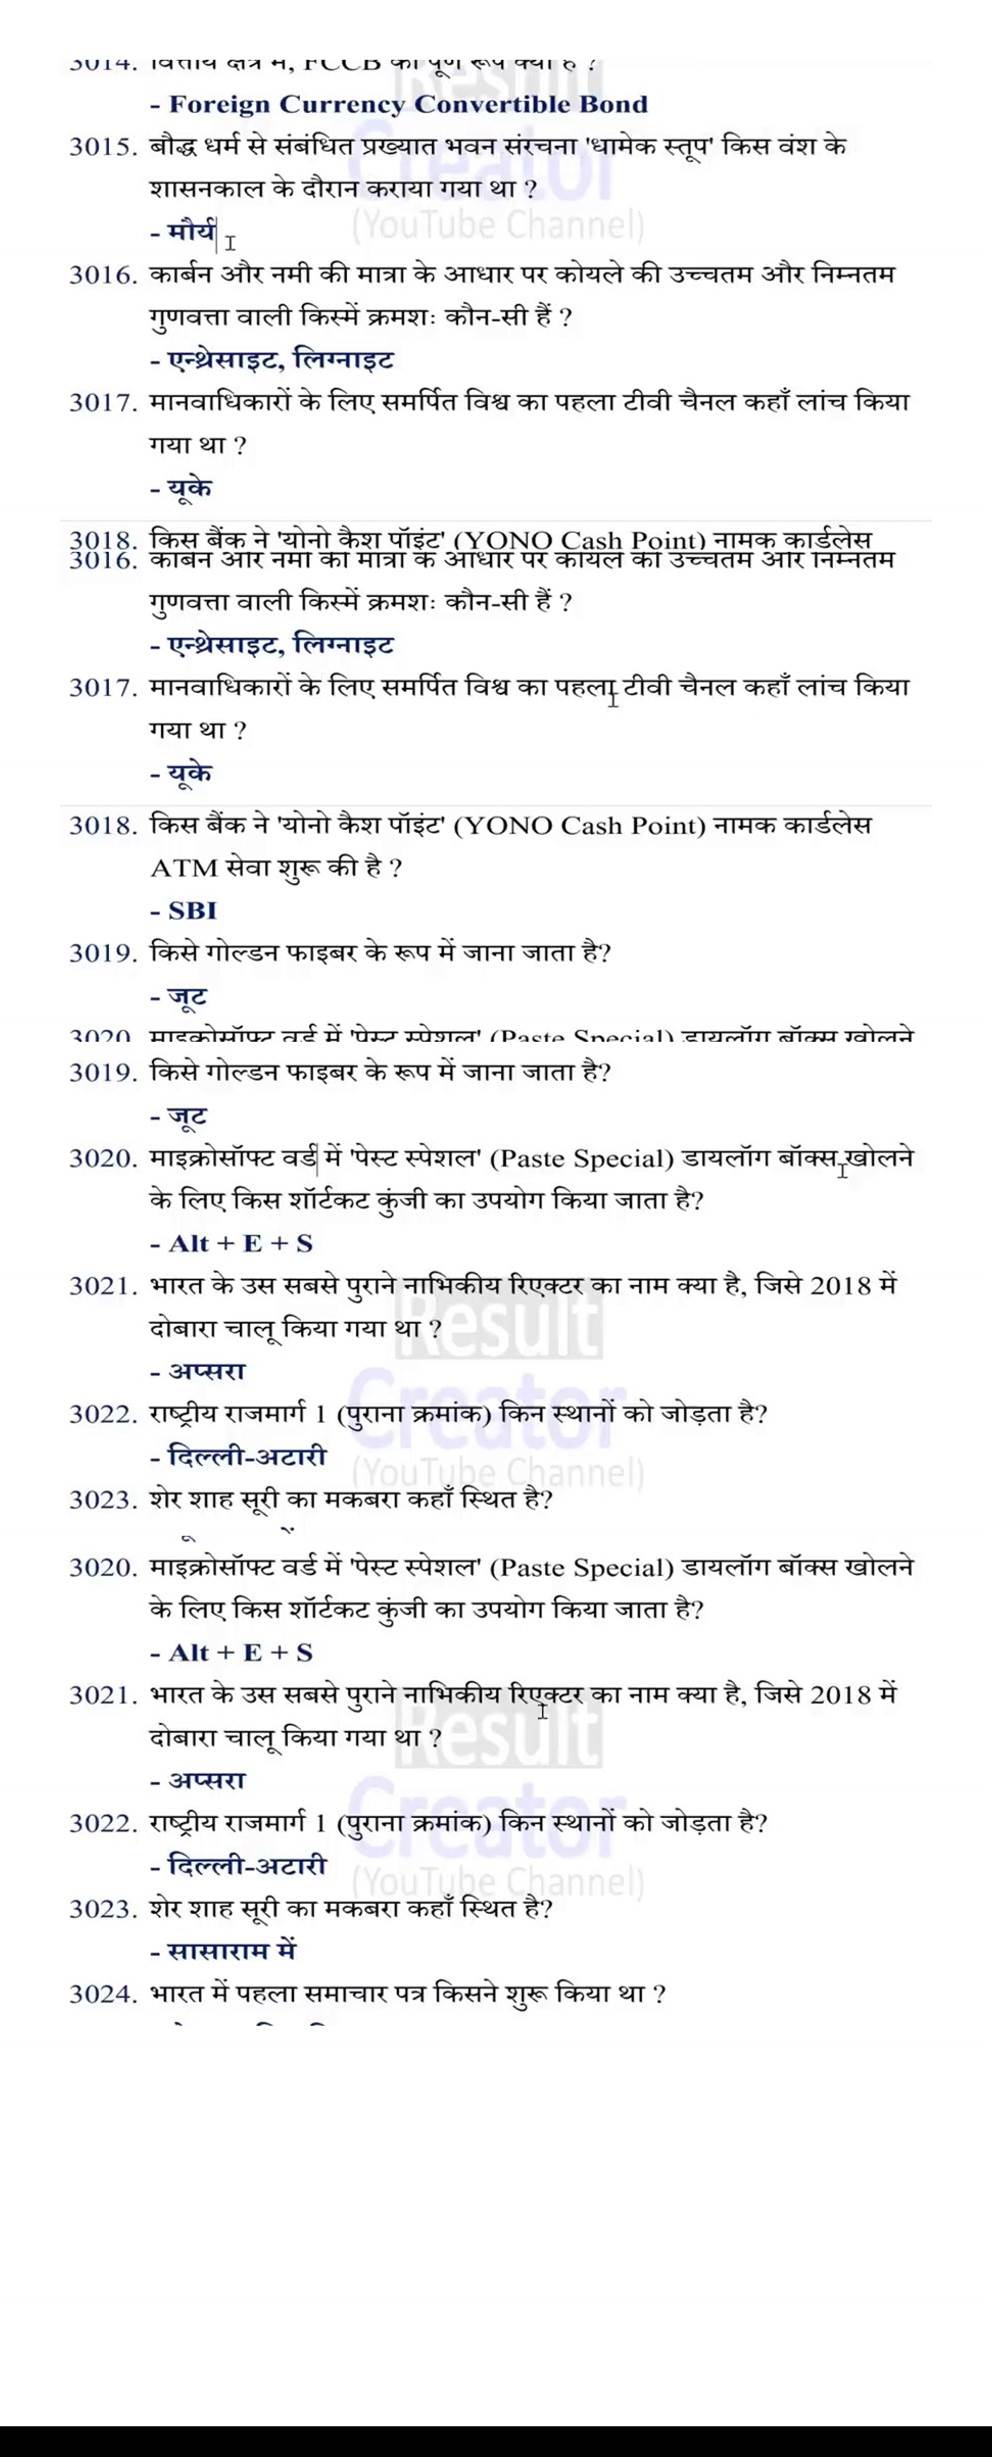 3014. वित्तीय क्षेत्र में, FCCB का पूर्ण रूप क्या है ?
- Foreign Currency Convertible Bond
3015. बौद्ध धर्म से संबंधित प्रख्यात भवन संरचना 'धामेक स्तूप' किस वंश के
शासनकाल के दौरान कराया गया था ?
(YouTube Channel)
- मौर्य
3016. कार्बन और नमी की मात्रा के आधार पर कोयले की उच्चतम और निम्नतम
गुणवत्ता वाली किस्में क्रमशः कौन-सी हैं ?
- एन्थ्रेसाइट, लिग्नाइट
3017. मानवाधिकारों के लिए समर्पित विश्व का पहला टीवी चैनल कहाँ लांच किया
गया था ?
- यूके
3018. किस बैंक ने 'योनो कैश पॉइंट' (YONO Cash Point) नामक कार्डलेस
3016. कार्बन और नमी की मात्रा के आधार पर कोयले की उच्चतम और निम्नतम
गुणवत्ता वाली किस्में क्रमशः कौन-सी हैं ?
- एन्थ्रेसाइट, लिग्नाइट
3017. मानवाधिकारों के लिए समर्पित विश्व का पहला टीवी चैनल कहाँ लांच किया
गया था ?
- यूके
3018. किस बैंक ने 'योनो कैश पॉइंट' (YONO Cash Point) नामक कार्डलेस
ATM सेवा शुरू की है ?
- SBI
3019. किसे गोल्डन फाइबर के रूप में जाना जाता है?
- जूट
3020. माइक्रोसॉफ्ट वर्ड में 'पेस्ट स्पेशल' (Paste Special) डायलॉग बॉक्स खोलने
3019. किसे गोल्डन फाइबर के रूप में जाना जाता है?
- जूट
3020. माइक्रोसॉफ्ट वर्ड में 'पेस्ट स्पेशल' (Paste Special) डायलॉग बॉक्स खोलने
के लिए किस शॉर्टकट कुंजी का उपयोग किया जाता है?
- Alt + E + S
3021. भारत के उस सबसे पुराने नाभिकीय रिएक्टर का नाम क्या है, जिसे 2018 में
दोबारा चालू किया गया था ?
Result
- अप्सरा
Creator
3022. राष्ट्रीय राजमार्ग 1 (पुराना क्रमांक) किन स्थानों को जोड़ता है?
- दिल्ली-अटारी
(YouTube Channel)
3023. शेर शाह सूरी का मकबरा कहाँ स्थित है?
3020. माइक्रोसॉफ्ट वर्ड में 'पेस्ट स्पेशल' (Paste Special) डायलॉग बॉक्स खोलने
के लिए किस शॉर्टकट कुंजी का उपयोग किया जाता है?
- Alt + E + S
3021. भारत के उस सबसे पुराने नाभिकीय रिएक्टर का नाम क्या है, जिसे 2018 में
दोबारा चालू किया गया था ?
Result
- अप्सरा
Creator
3022. राष्ट्रीय राजमार्ग 1 (पुराना क्रमांक) किन स्थानों को जोड़ता है?
- दिल्ली-अटारी
(YouTube Channel)
3023. शेर शाह सूरी का मकबरा कहाँ स्थित है?
- सासाराम में
3024. भारत में पहला समाचार पत्र किसने शुरू किया था ?